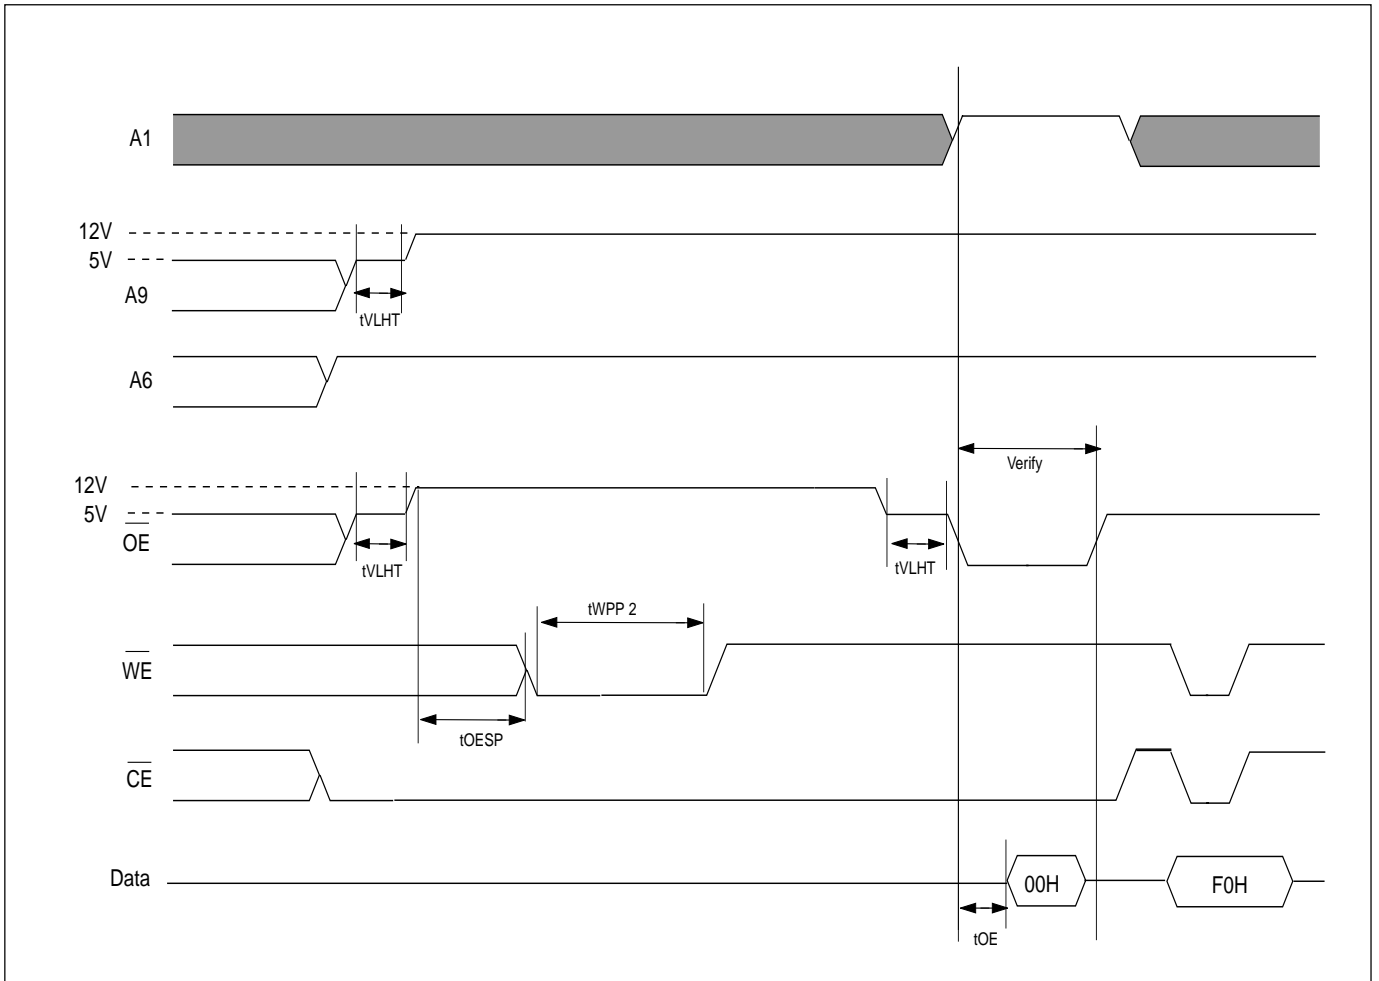 A1
12V
5V
A9
tVLHT
A6
Verify
12V
5V
OE
tVLHT
tVLHT
tWPP 2
WE
tOESP
CE
Data
00H
F0H
tOE